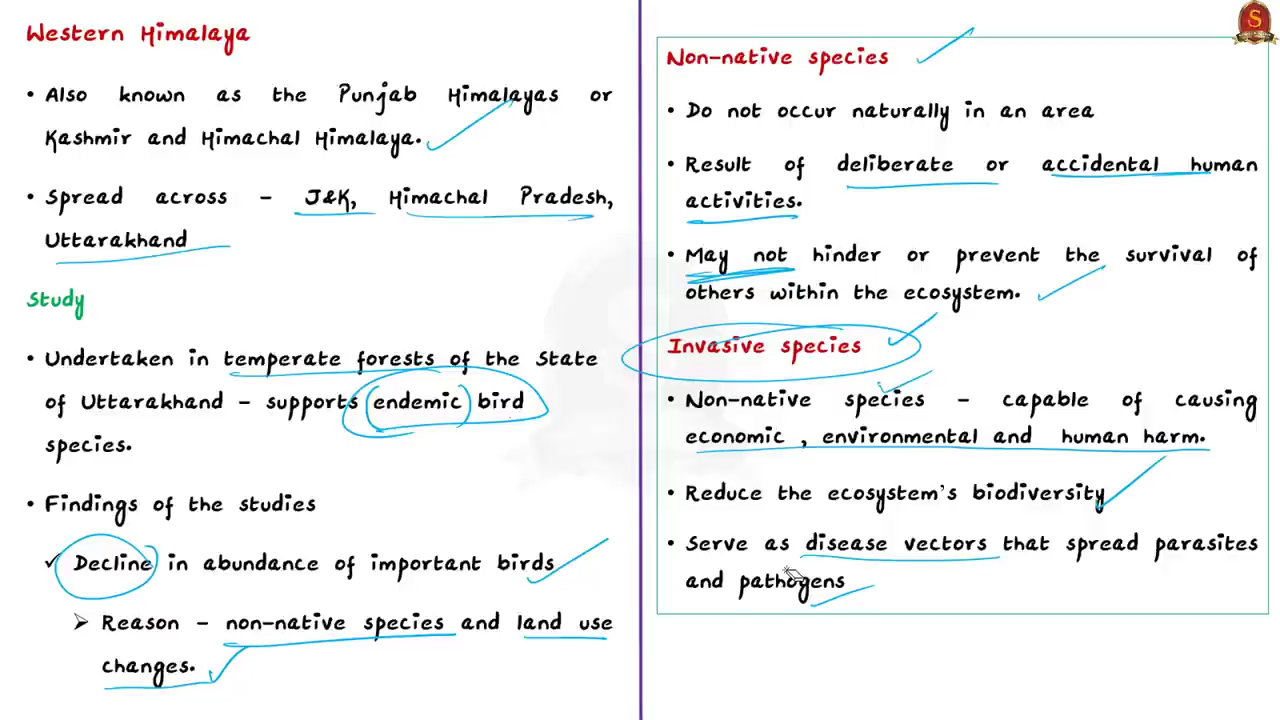 Western Himalaya
• Also known as the Punjab Himalayas or
Kashmir and Himachal Himalaya.
• Spread across - J&K, Himachal Pradesh,
Uttarakhand
Study
• Undertaken in temperate forests of the State
of Uttarakhand - supports endemic bird
species.
• Findings of the studies
✓ Decline in abundance of important birds
➤ Reason - non-native species and land use
changes.
S
Non-native species
• Do not occur naturally in an area
• Result of deliberate or accidental human
activities.
• May not hinder or prevent the survival of
others within the ecosystem.
Invasive species
• Non-native species - capable of causing
economic , environmental and human harm.
• Reduce the ecosystem's biodiversity
• Serve as disease vectors that spread parasites
and pathogens